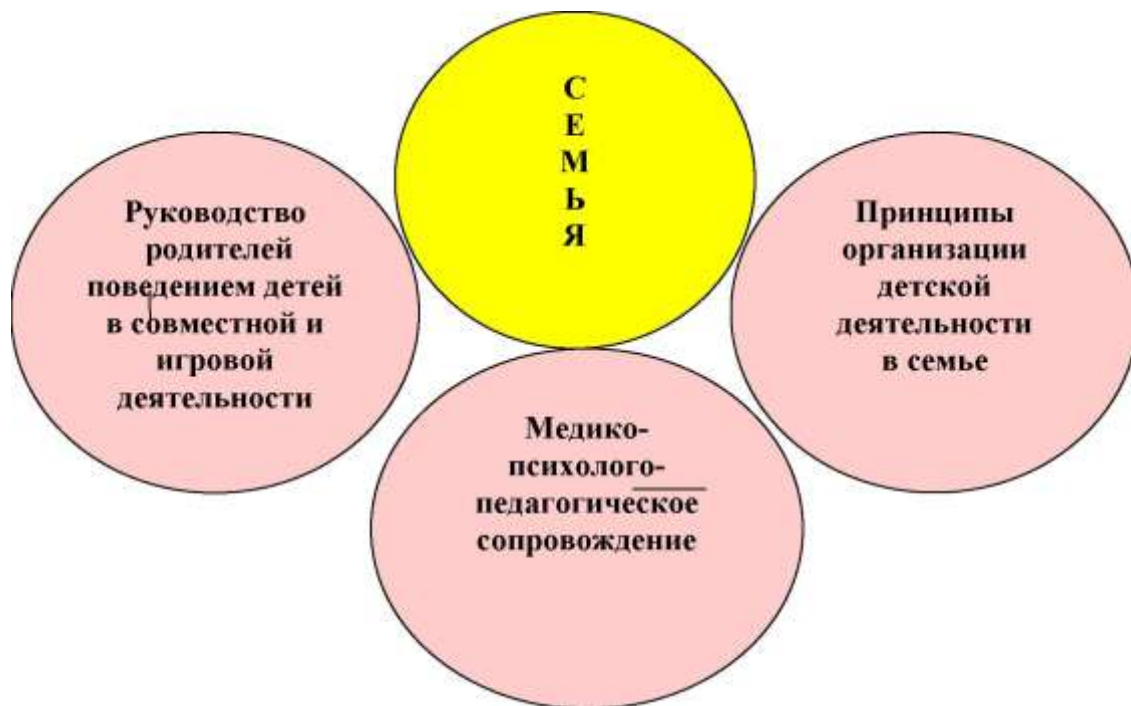 С
Е
М
Ь
Я
Руководство
родителей
поведением детей
в совместной и
игровой
деятельности
Принципы
организации
детской
деятельности
в семье
Медико-
психолого-
педагогическое
сопровождение